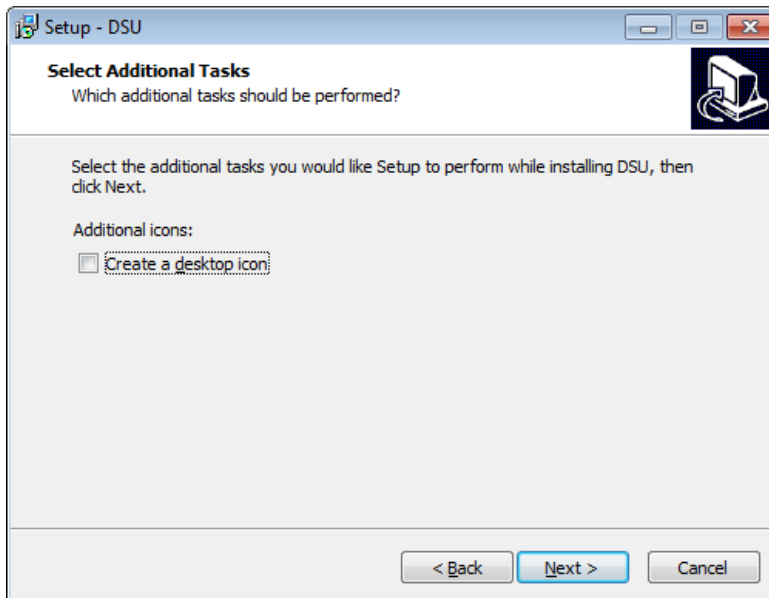 Setup - DSU
Select Additional Tasks
Which additional tasks should be performed?
Select the additional tasks you would like Setup to perform while installing DSU, then
click Next.
Additional icons:
Create a desktop icon
< Back
Next >
Cancel